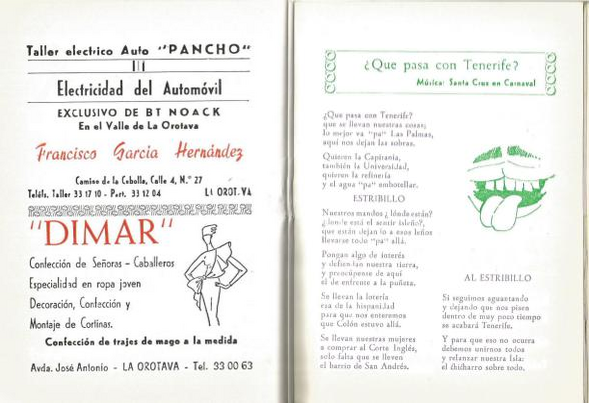 Taller electrico Auto "PANCHO"
Electricidad del Automóvil
EXCLUSIVO DE BT NOACK
En el Valle de La Orotava
Francisco Garcia Hernández
Camino de la Cebolla, Calle 4, N.º 27
Teléfs. Taller 33 17 10 - Part. 33 12 04 LA OROTAVA
"DIMAR"
Confección de Señoras - Caballeros
Especialidad en ropa joven
Decoración, Confección y
Montaje de Cortinas.
Confección de trajes de mago a la medida
Avda. José Antonio - LA OROTAVA - Tel. 33 00 63
¿Que pasa con Tenerife?
Música: Santa Cruz en Carnaval
¿Que pasa con Tenerife?
que se llevan nuestras cosas;
lo mejor va "pa" Las Palmas,
aquí nos dejan las sobras.
Quieren la Capitanía,
también la Universidad,
quieren la refinería
y el agua "pa" embotellar.
ESTRIBILLO
Nuestros mandos ¿dónde están?
¿donde está el sentir isleño?,
que están dejando a esos leños
llevarse todo "pa" allá.
Pongan algo de interés
y defiendan nuestra tierra,
y preocúpense de aquí
el de enfrente a la puñeta.
Se llevan la lotería
esa de la hispanidad
para que nos enteremos
que Colón estuvo allá.
Se llevan nuestras mujeres
a comprar al Corte Inglés,
solo falta que se lleven
el barrio de San Andrés.
AL ESTRIBILLO
Si seguimos aguantando
y dejando que nos pisen
dentro de muy poco tiempo
se acabará Tenerife.
Y para que eso no ocurra
debemos unirnos todos
y relanzar nuestra Isla:
el chicharro sobre todo.